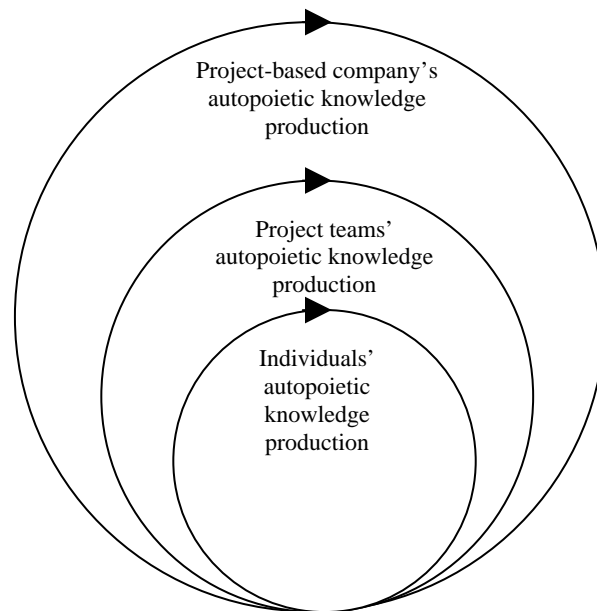 Project-based company’s
autopoietic knowledge
production
Project teams’
autopoietic knowledge
production
Individuals’
autopoietic
knowledge
production